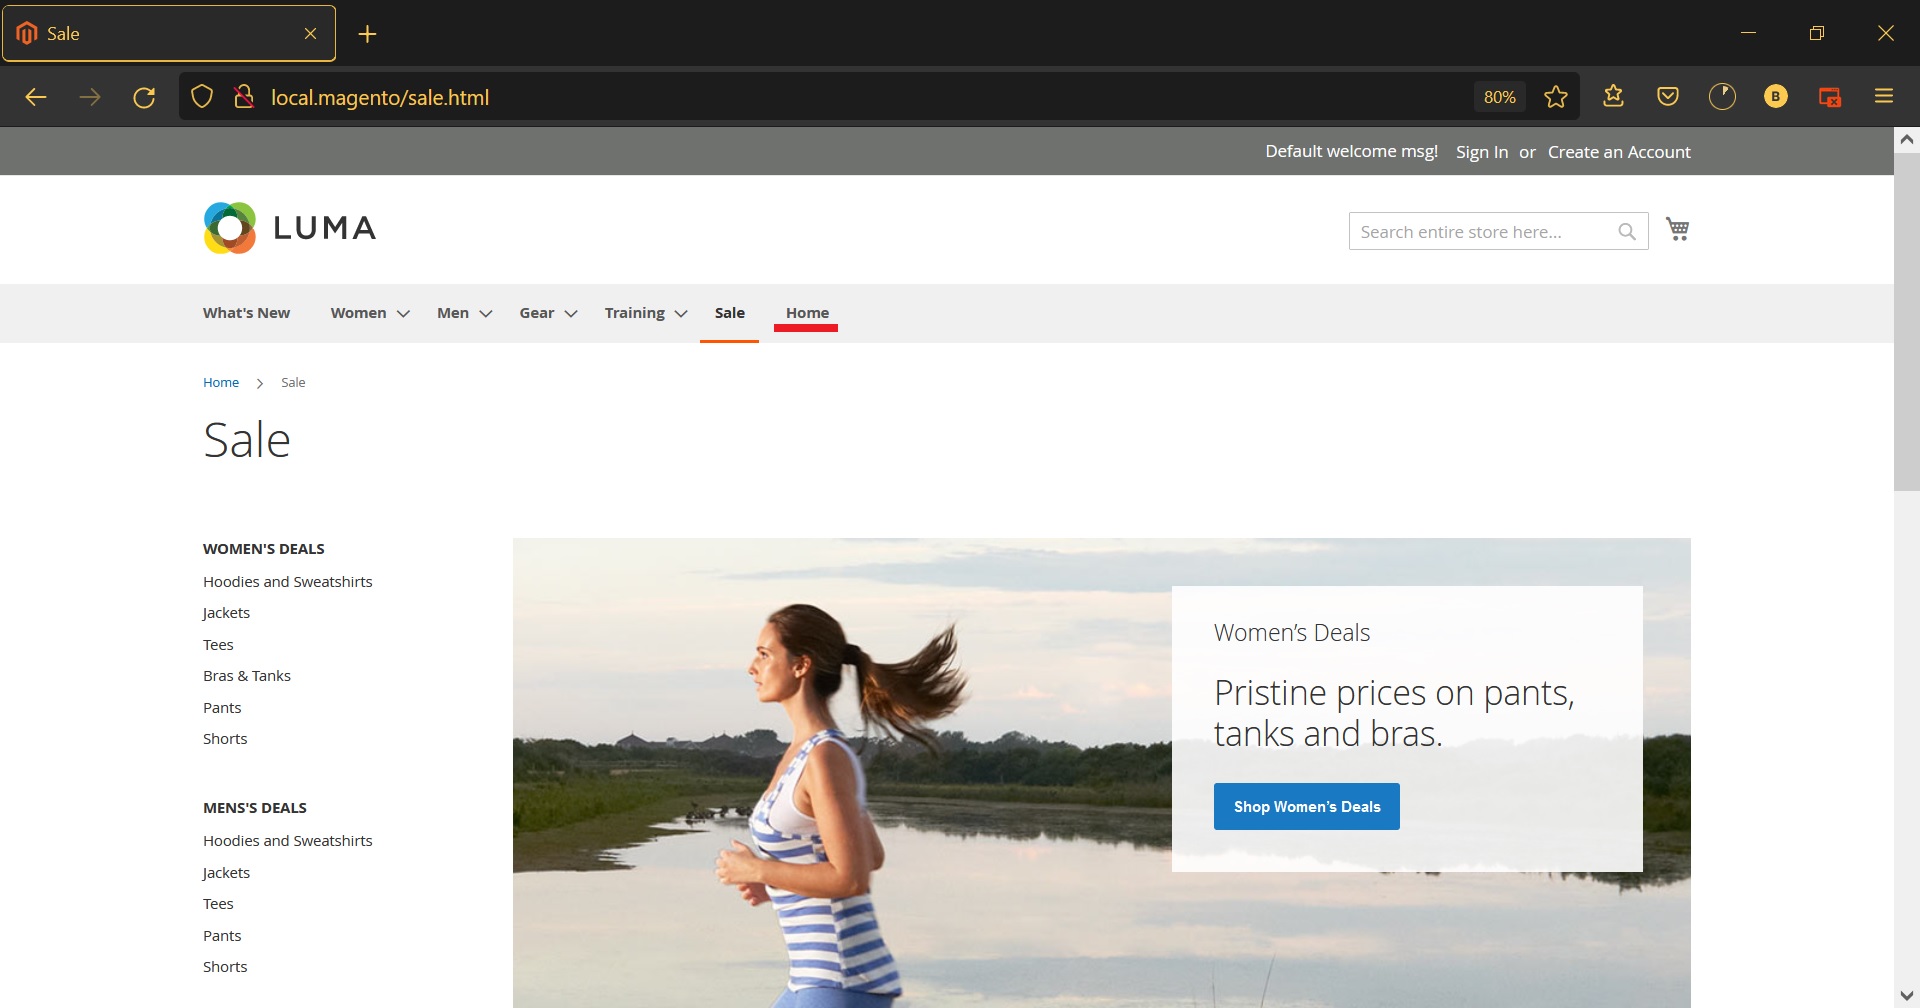 Sale
local.magento/sale.html
80%
B
Default welcome msg! Sign In or Create an Account
LUMA
Search entire store here...
What's New Women Men Gear Training Sale Home
Home Sale
Sale
WOMEN'S DEALS
Hoodies and Sweatshirts
Jackets
Tees
Bras & Tanks
Pants
Shorts
MENS'S DEALS
Hoodies and Sweatshirts
Jackets
Tees
Pants
Shorts
Women’s Deals
Pristine prices on pants,
tanks and bras.
Shop Women’s Deals